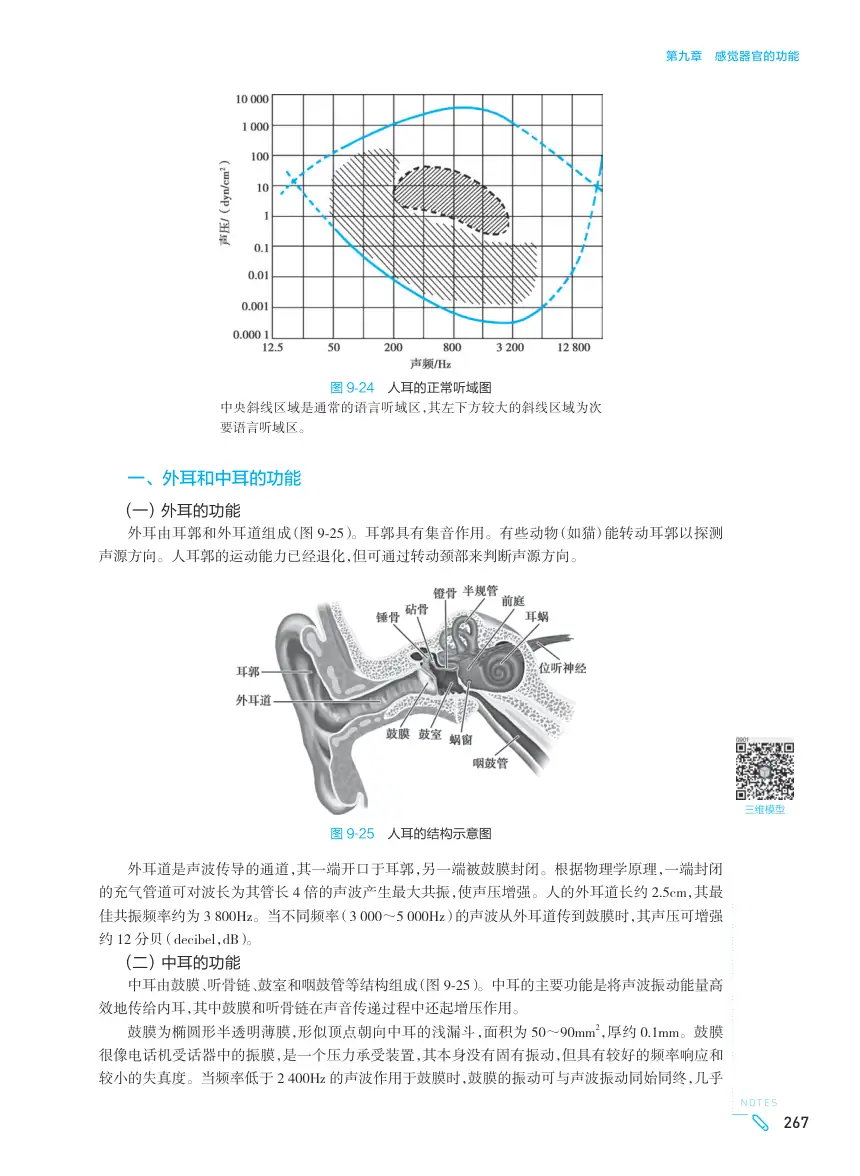 第九章 感觉器官的功能
10 000
1 000
100
10
1
0.1
0.01
0.001
0.000 1
声压/（dyn/cm²）
12.5 50 200 800 3 200 12 800
声频/Hz
图 9-24 人耳的正常听域图
中央斜线区域是通常的语言听域区，其左下方较大的斜线区域为次
要语言听域区。
一、外耳和中耳的功能
（一）外耳的功能
外耳由耳郭和外耳道组成（图 9-25）。耳郭具有集音作用。有些动物（如猫）能转动耳郭以探测
声源方向。人耳郭的运动能力已经退化，但可通过转动颈部来判断声源方向。
镫骨 半规管
前庭
砧骨
锤骨
耳蜗
耳郭
位听神经
外耳道
鼓膜 鼓室 蜗窗
咽鼓管
0901
三维模型
图 9-25 人耳的结构示意图
外耳道是声波传导的通道，其一端开口于耳郭，另一端被鼓膜封闭。根据物理学原理，一端封闭
的充气管道可对波长为其管长 4 倍的声波产生最大共振，使声压增强。人的外耳道长约 2.5cm，其最
佳共振频率约为 3 800Hz。当不同频率（3 000～5 000Hz）的声波从外耳道传到鼓膜时，其声压可增强
约 12 分贝（decibel，dB）。
（二）中耳的功能
中耳由鼓膜、听骨链、鼓室和咽鼓管等结构组成（图 9-25）。中耳的主要功能是将声波振动能量高
效地传给内耳，其中鼓膜和听骨链在声音传递过程中还起增压作用。
鼓膜为椭圆形半透明薄膜，形似顶点朝向中耳的浅漏斗，面积为 50～90mm²，厚约 0.1mm。鼓膜
很像电话机受话器中的振膜，是一个压力承受装置，其本身没有固有振动，但具有较好的频率响应和
较小的失真度。当频率低于 2 400Hz 的声波作用于鼓膜时，鼓膜的振动可与声波振动同始同终，几乎
NOTES
267